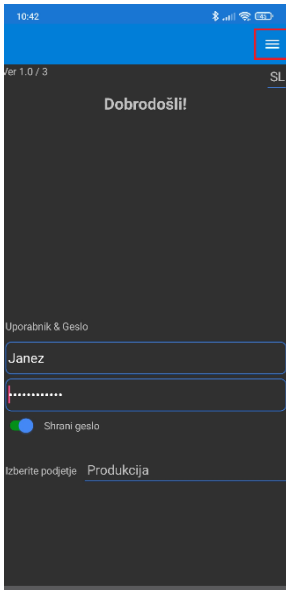 10:42
Ver 1.0 / 3
SL
Dobrodošli!
Uporabnik & Geslo
Janez
••••••••••••
Shrani geslo
Izberite podjetje Produkcija